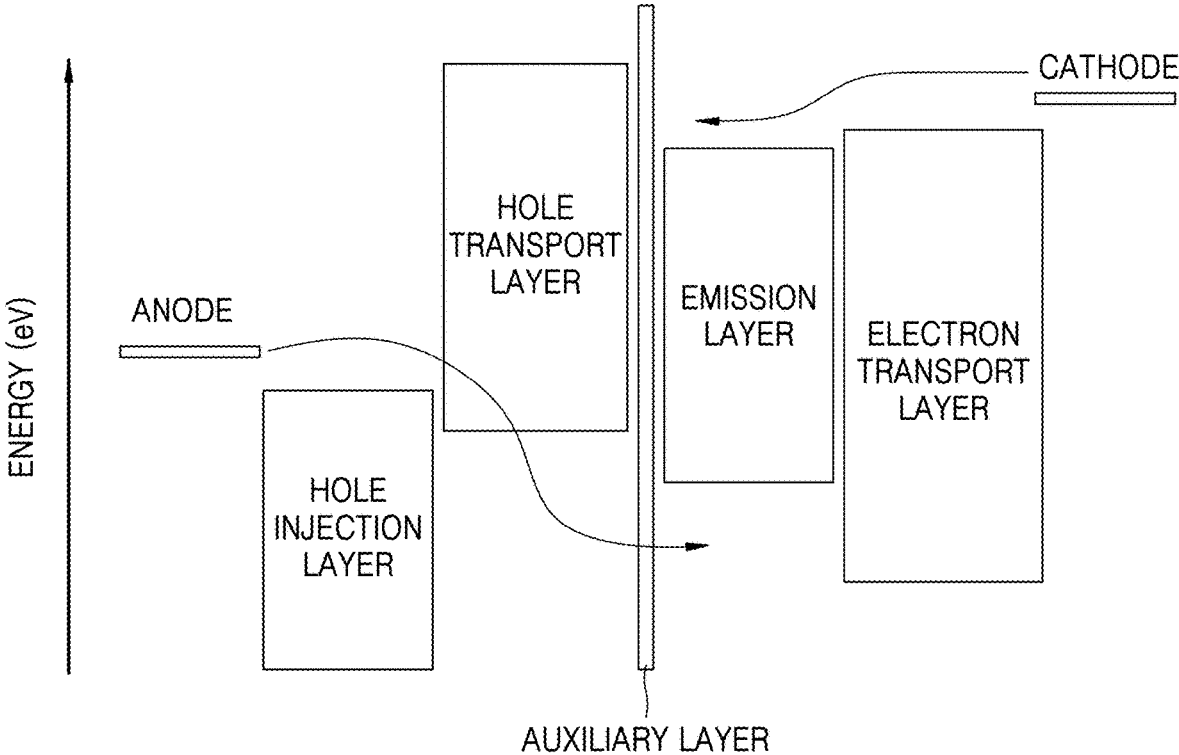 CATHODE
HOLE
TRANSPORT
LAYER
ANODE
EMISSION
LAYER
ELECTRON
TRANSPORT
LAYER
ENERGY (eV)
HOLE
INJECTION
LAYER
AUXILIARY LAYER